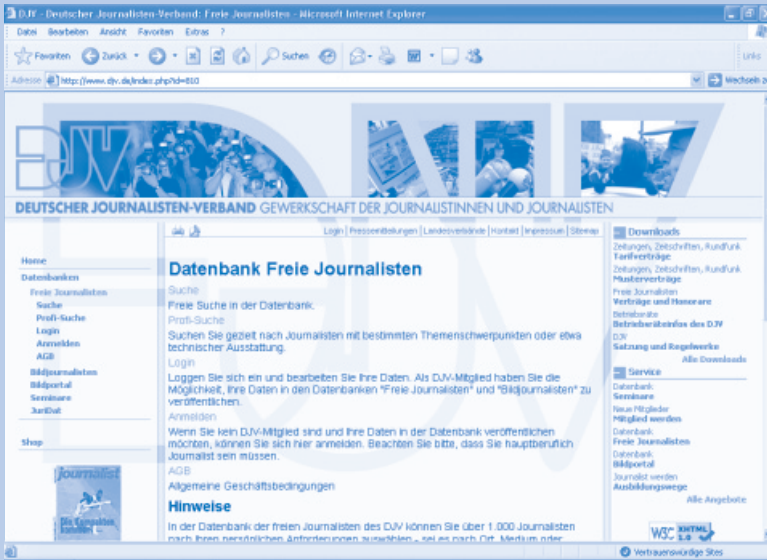 DJV - Deutscher Journalisten-Verband: Freie Journalisten - Microsoft Internet Explorer
Datei Bearbeiten Ansicht Favoriten Extras ?
Favoriten Zurück Suchen Links
Adresse http://www.djv.de/index.php?id=810 Wechseln z
DJV
DEUTSCHER JOURNALISTEN-VERBAND GEWERKSCHAFT DER JOURNALISTINNEN UND JOURNALISTEN
Login | Pressemitteilungen | Landesverbände | Kontakt | Impressum | Sitemap
Home
Datenbanken
Freie Journalisten
Suche
Profi-Suche
Login
Anmelden
AGB
Bildjournalisten
Bildportal
Seminare
JuriDat
Shop
journalist
Datenbank Freie Journalisten
Suche
Freie Suche in der Datenbank.
Profi-Suche
Suchen Sie gezielt nach Journalisten mit bestimmten Themenschwerpunkten oder etwa
technischer Ausstattung.
Login
Loggen Sie sich ein und bearbeiten Sie Ihre Daten. Als DJV-Mitglied haben Sie die
Möglichkeit, Ihre Daten in den Datenbanken "Freie Journalisten" und "Bildjournalisten" zu
veröffentlichen.
Anmelden
Wenn Sie kein DJV-Mitglied sind und Ihre Daten in der Datenbank veröffentlichen
möchten, können Sie sich hier anmelden. Beachten Sie bitte, dass Sie hauptberuflich
Journalist sein müssen.
AGB
Allgemeine Geschäftsbedingungen
Hinweise
In der Datenbank der freien Journalisten des DJV können Sie über 1.000 Journalisten
nach Ihren persönlichen Anforderungen auswählen - sei es nach Ort, Medium oder
Downloads
Zeitungen, Zeitschriften, Rundfunk
Tarifverträge
Zeitungen, Zeitschriften, Rundfunk
Musterverträge
Freie Journalisten
Verträge und Honorare
Betriebsräte
Betriebsräteinfos des DJV
DJV
Satzung und Regelwerke
Alle Downloads
Service
Datenbank
Seminare
Neue Mitglieder
Mitglied werden
Datenbank
Freie Journalisten
Datenbank
Bildportal
Journalist werden
Ausbildungswege
Alle Angebote
W3C XHTML 1.0
Vertrauenswürdige Sites